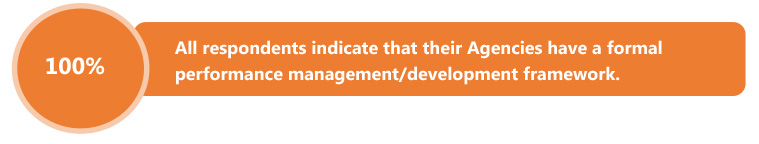 100%
All respondents indicate that their Agencies have a formal
performance management/development framework.